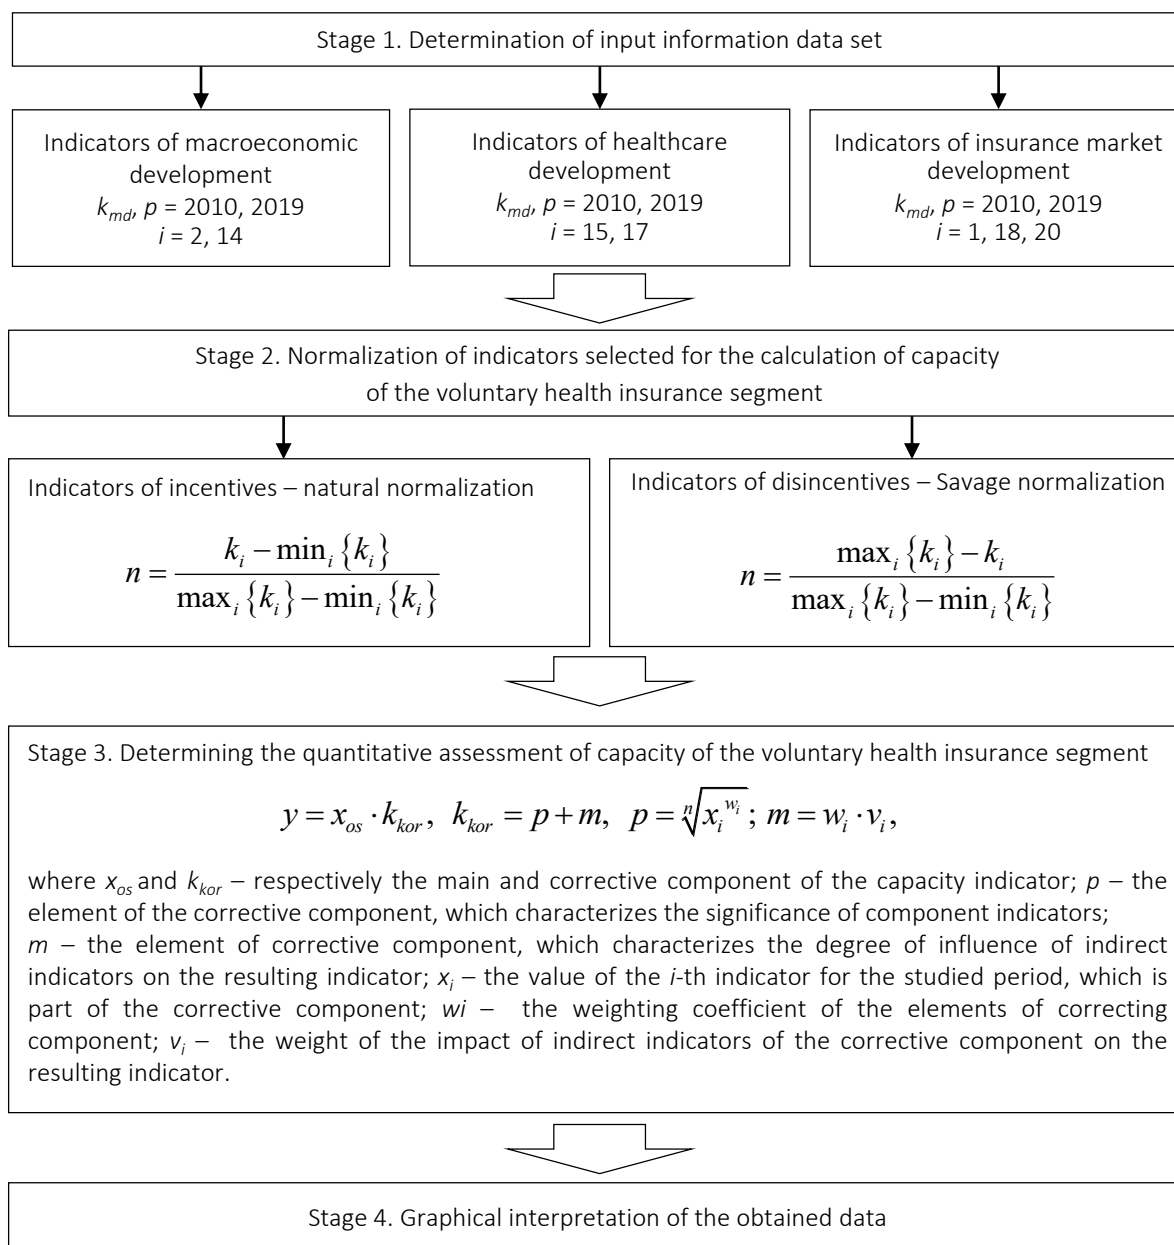 Stage 1. Determination of input information data set
Indicators of macroeconomic
development
k_md, p = 2010, 2019
i = 2, 14
Indicators of healthcare
development
k_md, p = 2010, 2019
i = 15, 17
Indicators of insurance market
development
k_md, p = 2010, 2019
i = 1, 18, 20
Stage 2. Normalization of indicators selected for the calculation of capacity
of the voluntary health insurance segment
Indicators of incentives – natural normalization
n = (k_i − min_i {k_i}) / (max_i {k_i} − min_i {k_i})
Indicators of disincentives – Savage normalization
n = (max_i {k_i} − k_i) / (max_i {k_i} − min_i {k_i})
Stage 3. Determining the quantitative assessment of capacity of the voluntary health insurance segment
y = x_os · k_kor, k_kor = p + m, p = ⁿ√(x_i^(w_i)); m = w_i · v_i,
where x_os and k_kor – respectively the main and corrective component of the capacity indicator; p – the
element of the corrective component, which characterizes the significance of component indicators;
m – the element of corrective component, which characterizes the degree of influence of indirect
indicators on the resulting indicator; x_i – the value of the i-th indicator for the studied period, which is
part of the corrective component; wi – the weighting coefficient of the elements of correcting
component; v_i – the weight of the impact of indirect indicators of the corrective component on the
resulting indicator.
Stage 4. Graphical interpretation of the obtained data